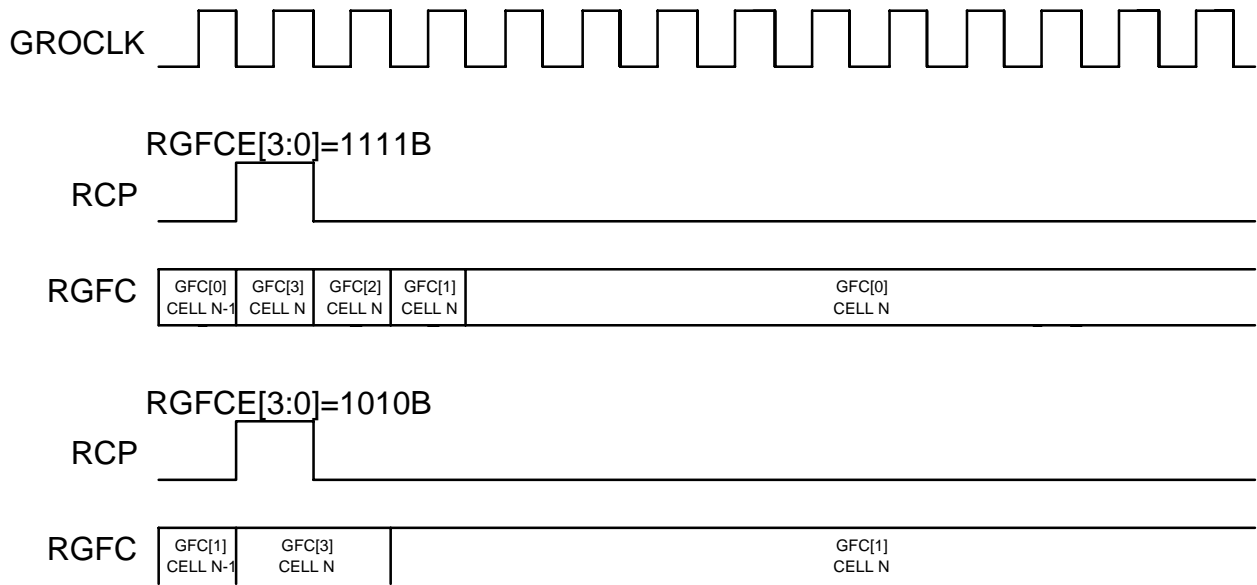 GROCLK
RGFCE[3:0]=1111B
RCP
RGFC
GFC[0] GFC[3] GFC[2] GFC[1] GFC[0]
CELL N-1 CELL N CELL N CELL N CELL N
RGFCE[3:0]=1010B
RCP
RGFC
GFC[1] GFC[3] GFC[1]
CELL N-1 CELL N CELL N